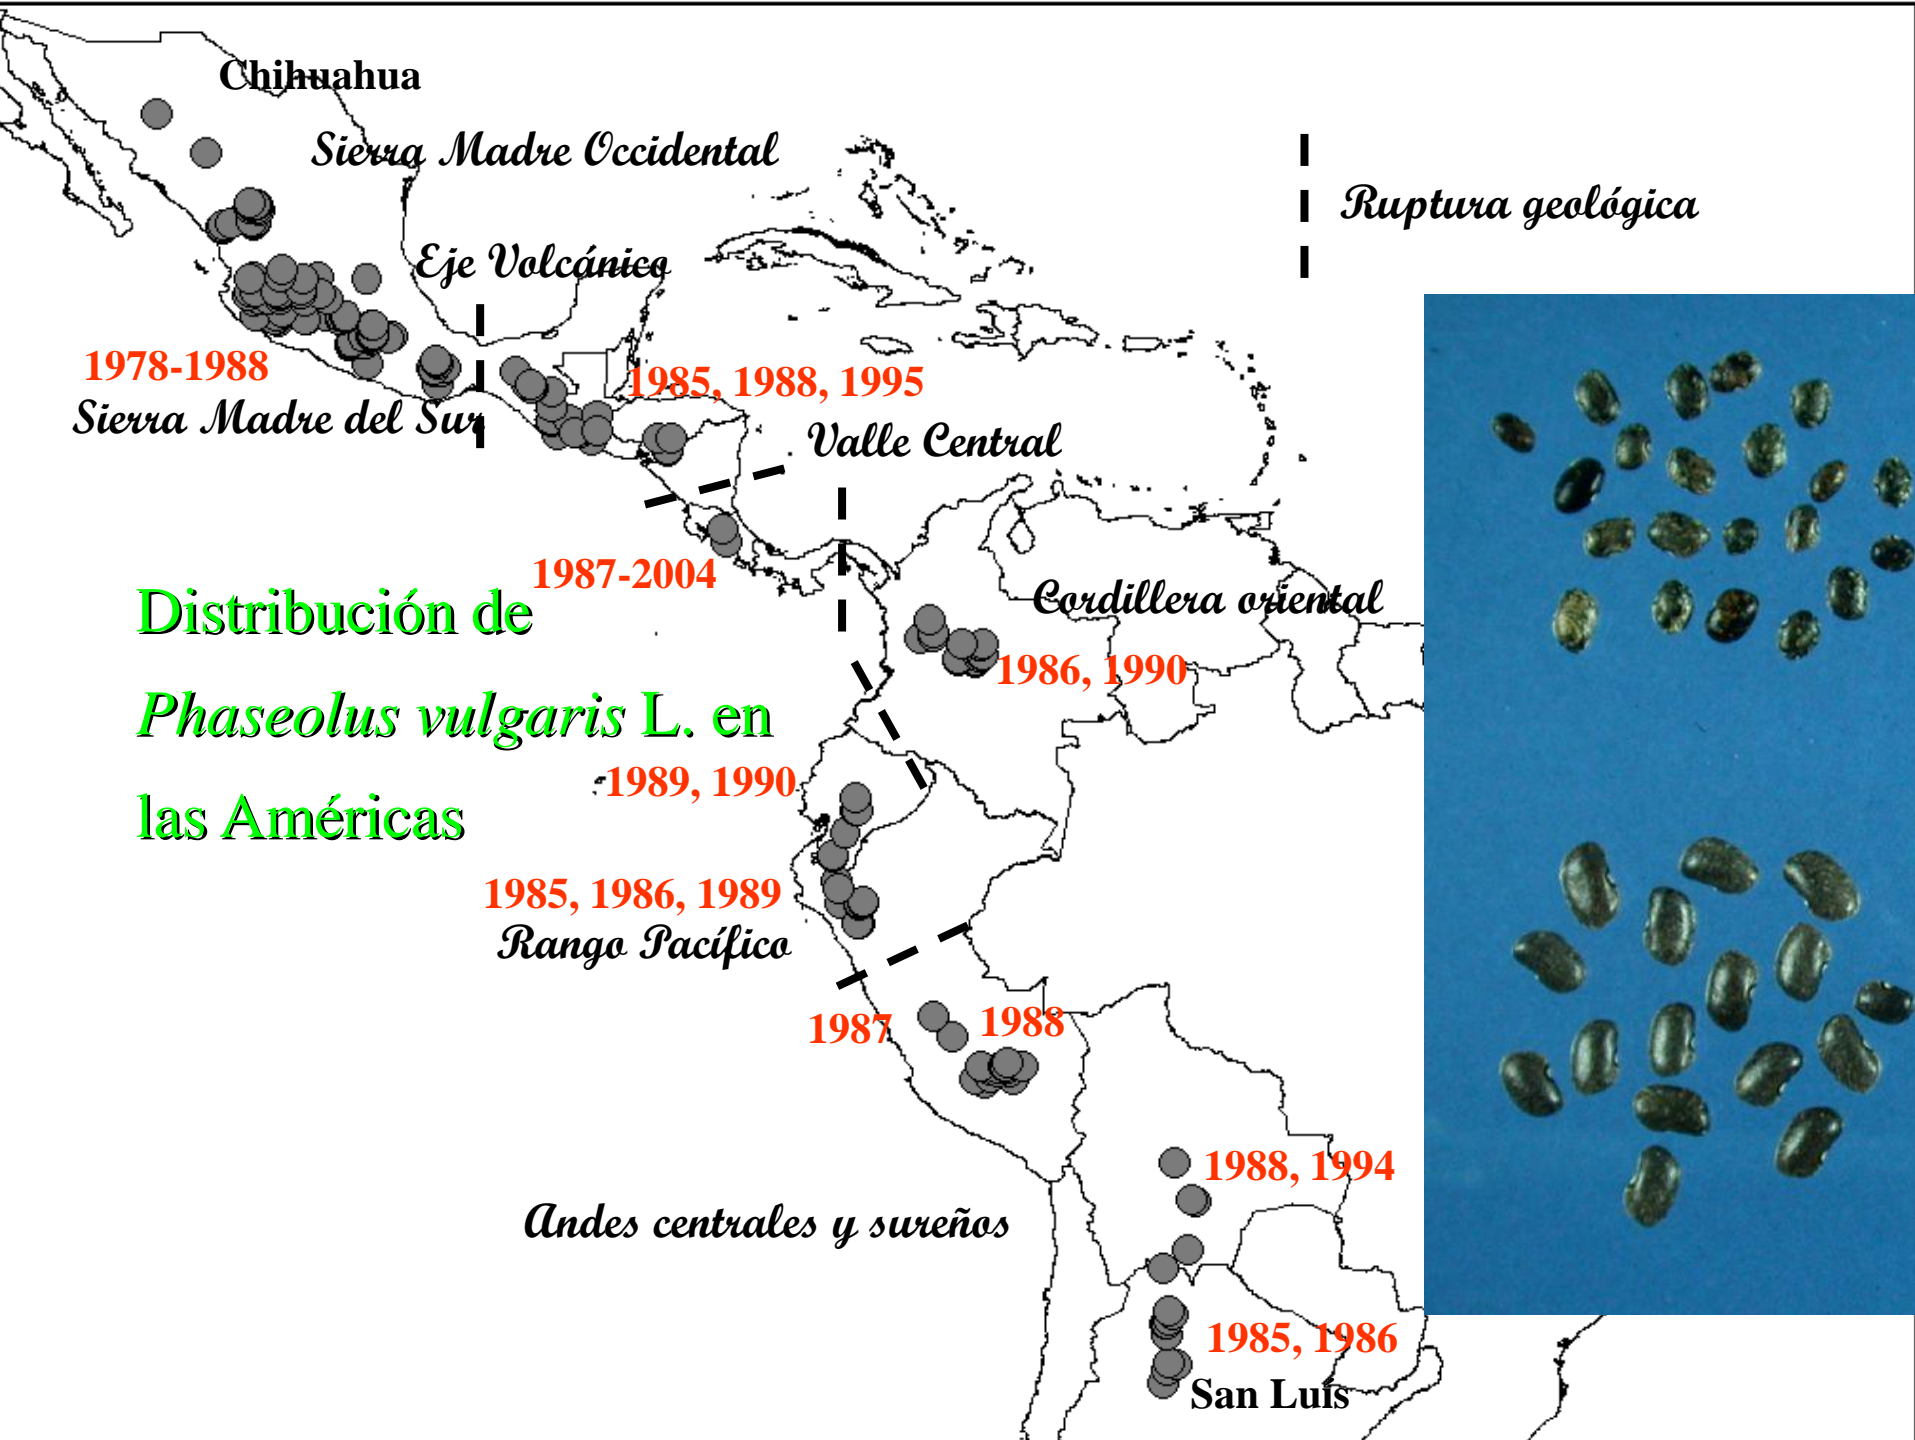 Chihuahua
Sierra Madre Occidental
Ruptura geológica
Eje Volcánico
1978-1988
1985, 1988, 1995
Sierra Madre del Sur
Valle Central
1987-2004
Cordillera oriental
1986, 1990
Distribución de
Phaseolus vulgaris L. en
las Américas
1989, 1990
1985, 1986, 1989
Rango Pacífico
1987
1988
1988, 1994
Andes centrales y sureños
1985, 1986
San Luis